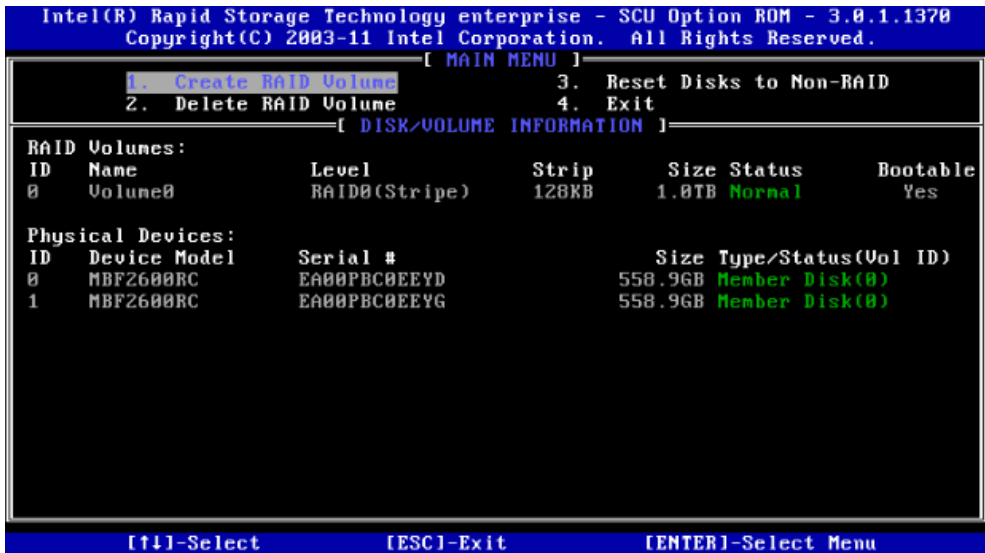 Intel(R) Rapid Storage Technology enterprise - SCU Option ROM - 3.0.1.1370
Copyright(C) 2003-11 Intel Corporation. All Rights Reserved.
[ MAIN MENU ]
1. Create RAID Volume 3. Reset Disks to Non-RAID
2. Delete RAID Volume 4. Exit
[ DISK/VOLUME INFORMATION ]
RAID Volumes:
ID Name Level Strip Size Status Bootable
0 Volume0 RAID0(Stripe) 128KB 1.0TB Normal Yes
Physical Devices:
ID Device Model Serial # Size Type/Status(Vol ID)
0 MBF2600RC EA00PBC0EEYD 558.9GB Member Disk(0)
1 MBF2600RC EA00PBC0EEYG 558.9GB Member Disk(0)
[↑↓]-Select [ESC]-Exit [ENTER]-Select Menu